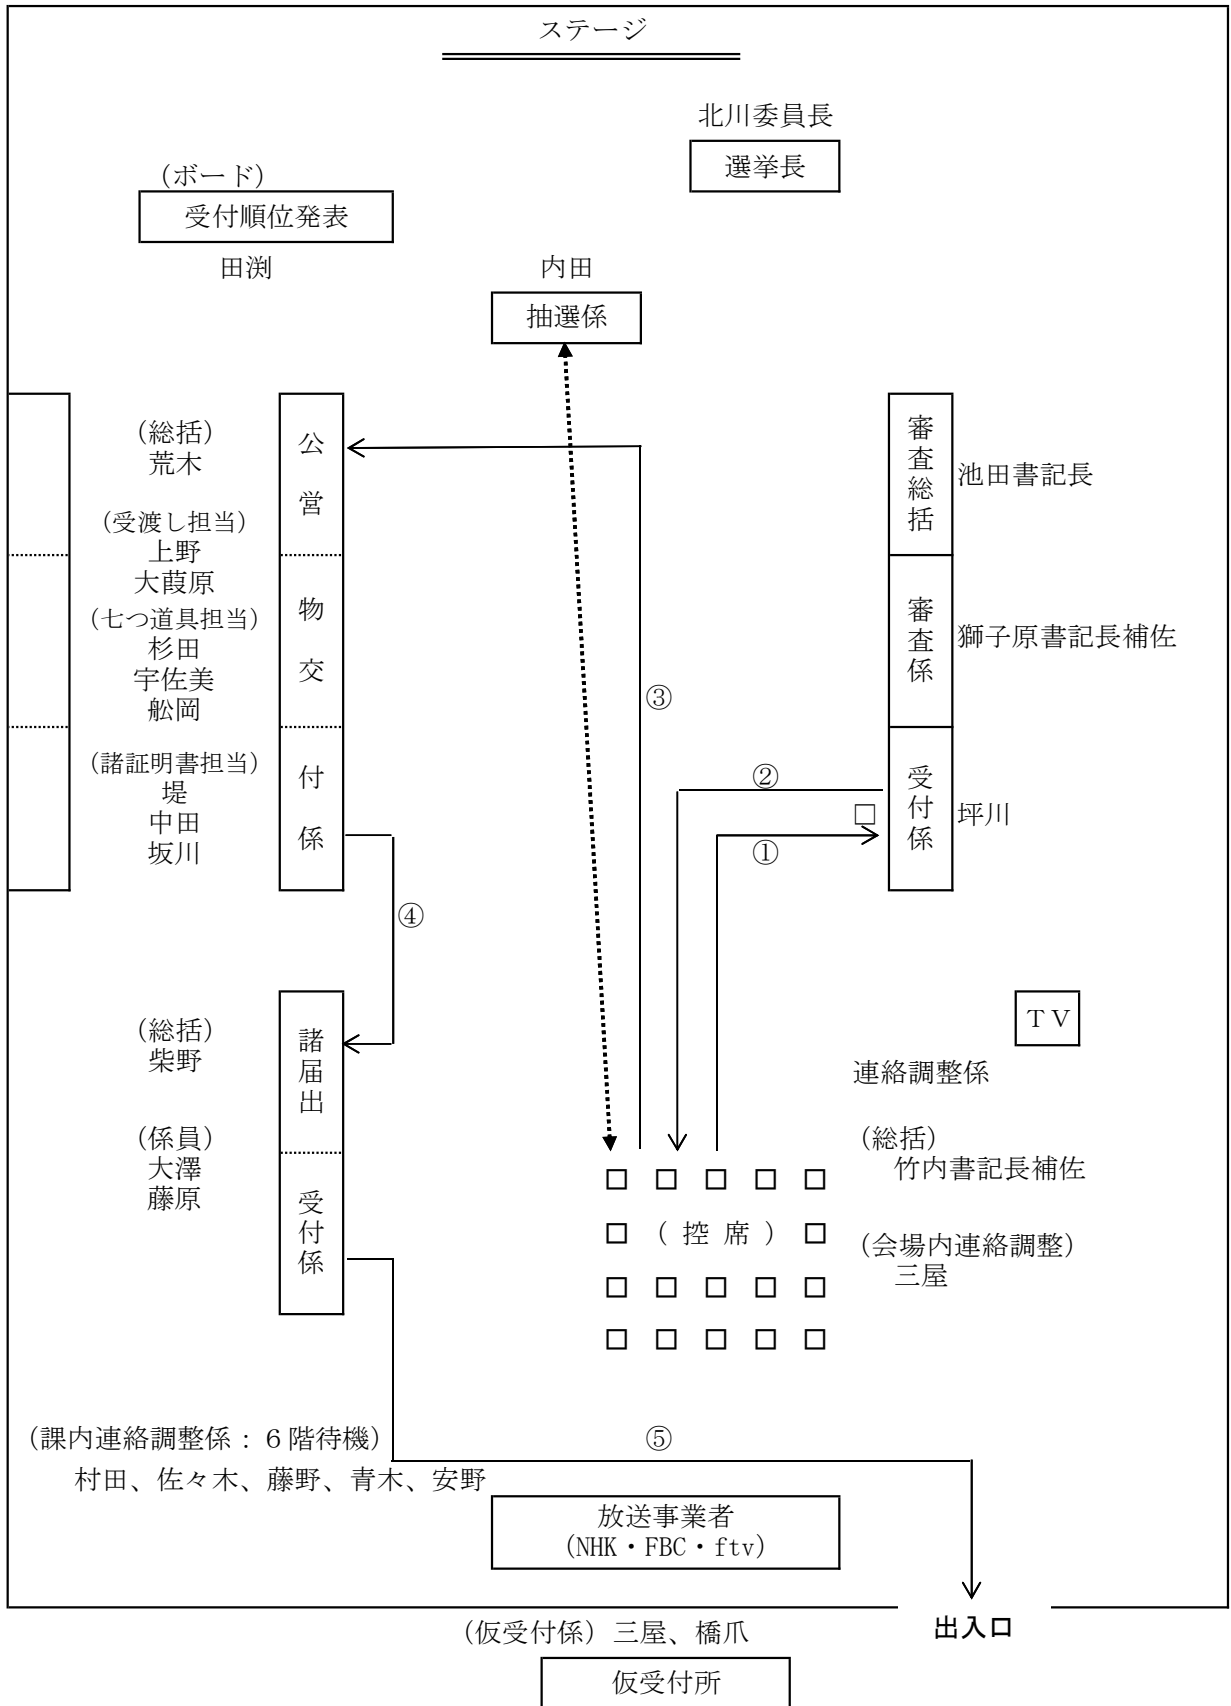 ステージ
北川委員長
選挙長
(ボード)
受付順位発表
田渕
内田
抽選係
(総括)
荒木
(受渡し担当)
上野
大葭原
(七つ道具担当)
杉田
宇佐美
舩岡
(諸証明書担当)
堤
中田
坂川
公営物交付係
審査総括
池田書記長
審査係
獅子原書記長補佐
受付係
坪川
③
②
□
①
④
(総括)
柴野
(係員)
大澤
藤原
諸届出受付係
ＴＶ
連絡調整係
(総括)
竹内書記長補佐
(会場内連絡調整)
三屋
□ □ □ □ □
□ (控席) □
□ □ □ □ □
□ □ □ □ □
(課内連絡調整係：６階待機)
村田、佐々木、藤野、青木、安野
⑤
放送事業者
(NHK・FBC・ftv)
(仮受付係) 三屋、橋爪
出入口
仮受付所